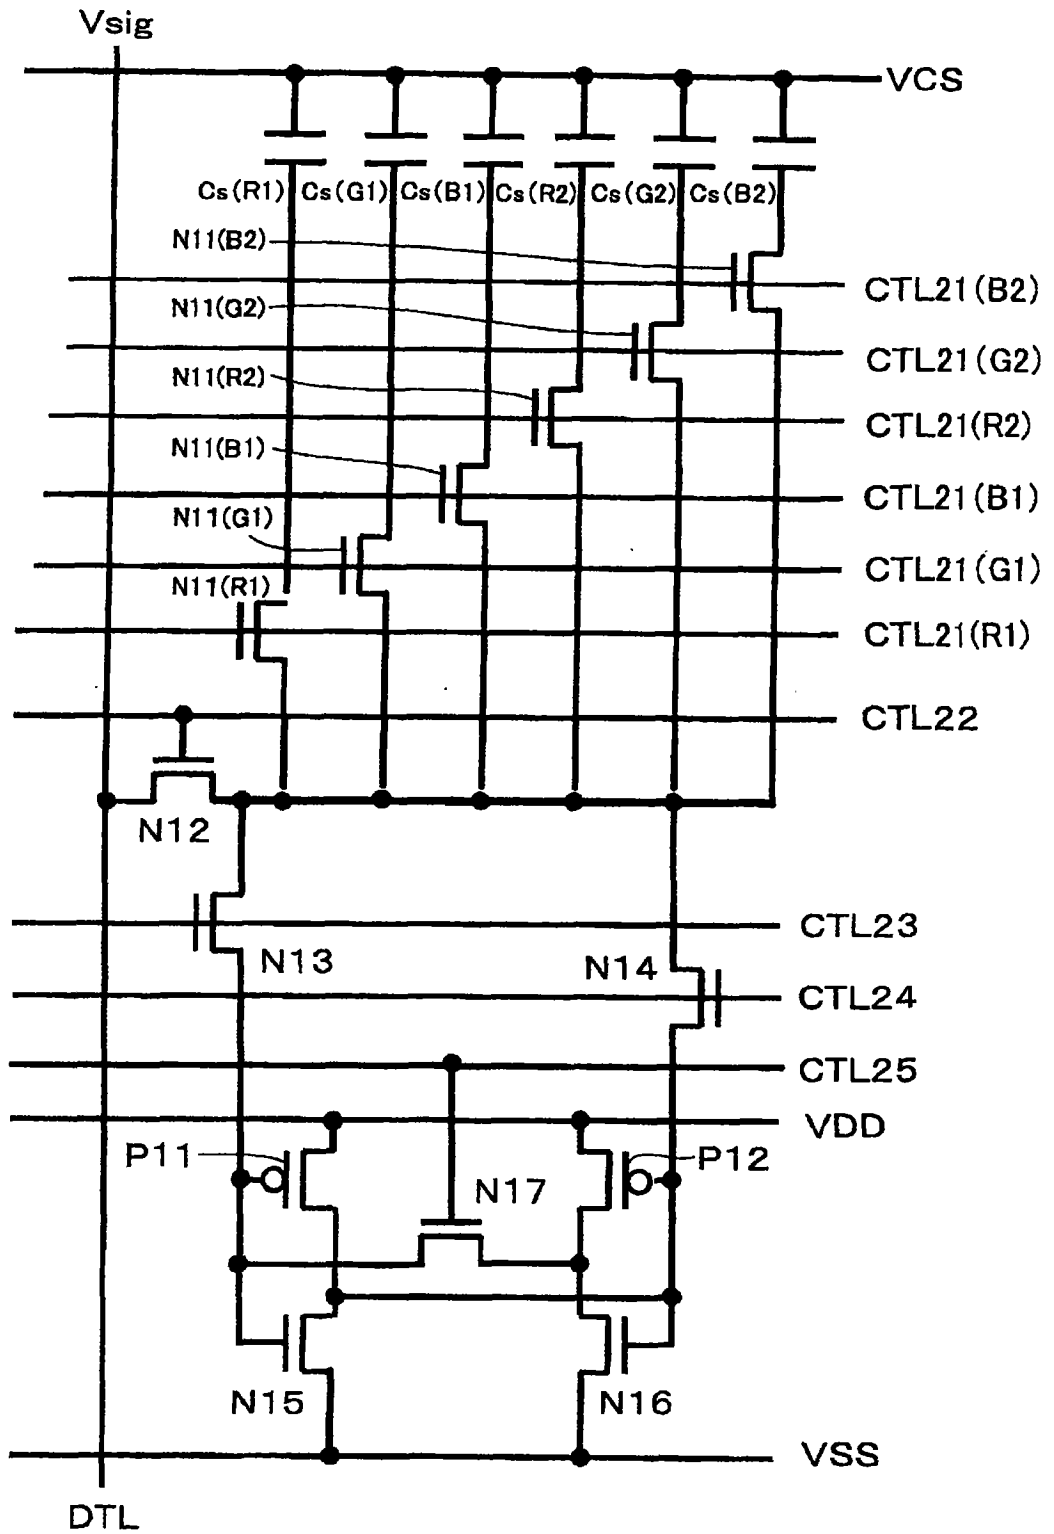 Vsig
VCS
Cs(R1) Cs(G1) Cs(B1) Cs(R2) Cs(G2) Cs(B2)
N11(B2)
CTL21(B2)
N11(G2)
CTL21(G2)
N11(R2)
CTL21(R2)
N11(B1)
CTL21(B1)
N11(G1)
CTL21(G1)
N11(R1)
CTL21(R1)
CTL22
N12
CTL23
N13
N14
CTL24
CTL25
VDD
P11
P12
N17
N15
N16
VSS
DTL